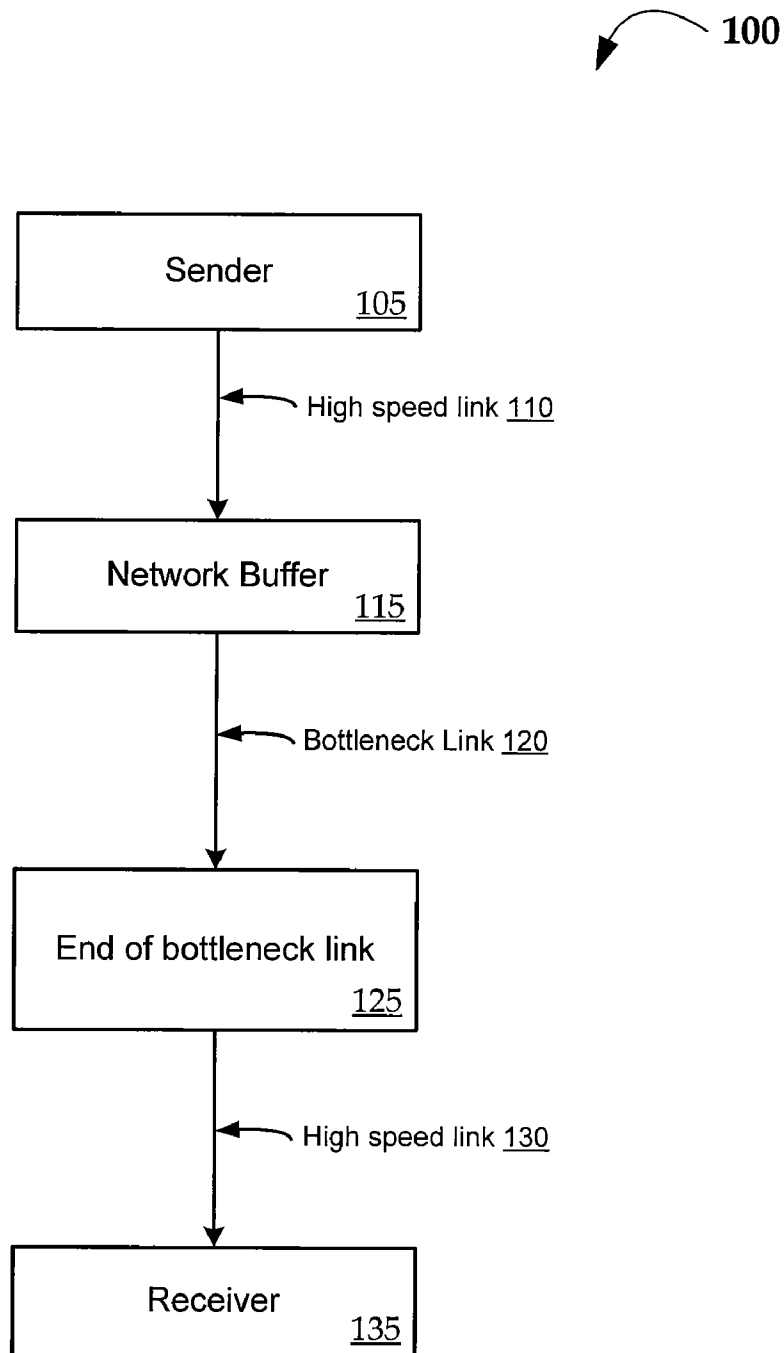 100
Sender
105
High speed link 110
Network Buffer
115
Bottleneck Link 120
End of bottleneck link
125
High speed link 130
Receiver
135